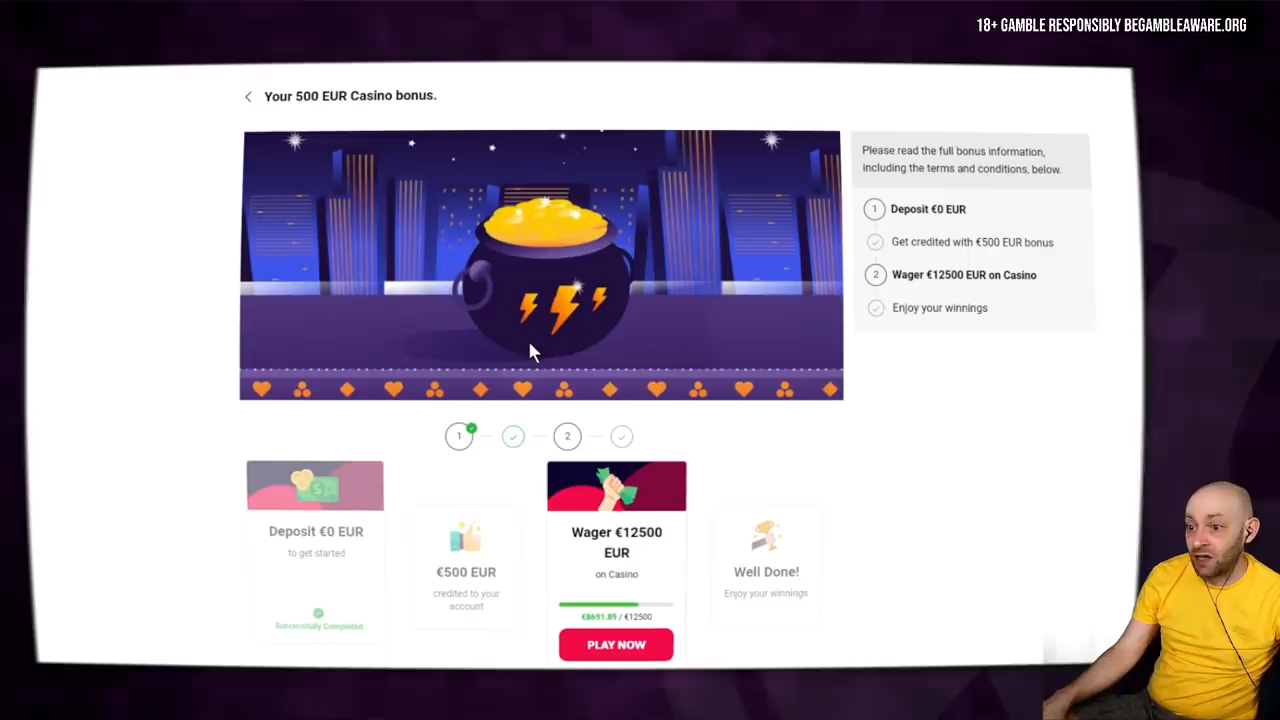 18+ GAMBLE RESPONSIBLY BEGAMBLEAWARE.ORG
Your 500 EUR Casino bonus.
Please read the full bonus information,
including the terms and conditions, below.
1 Deposit €0 EUR
Get credited with €500 EUR bonus
2 Wager €12500 EUR on Casino
Enjoy your winnings
1
2
Deposit €0 EUR
to get started
Successfully Completed
€500 EUR
credited to your
account
Wager €12500
EUR
on Casino
€8691.89 / €12500
PLAY NOW
Well Done!
Enjoy your winnings